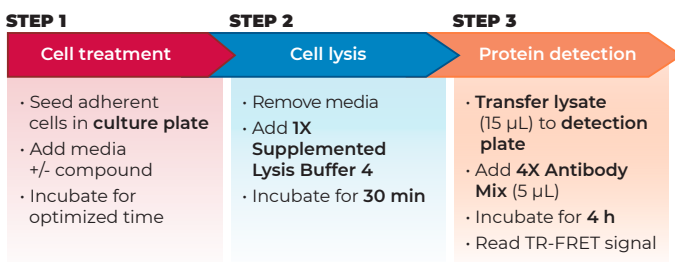 STEP 1
Cell treatment
· Seed adherent
cells in culture plate
· Add media
+/- compound
· Incubate for
optimized time
STEP 2
Cell lysis
· Remove media
· Add 1X
Supplemented
Lysis Buffer 4
· Incubate for 30 min
STEP 3
Protein detection
· Transfer lysate
(15 µL) to detection
plate
· Add 4X Antibody
Mix (5 µL)
· Incubate for 4 h
· Read TR-FRET signal